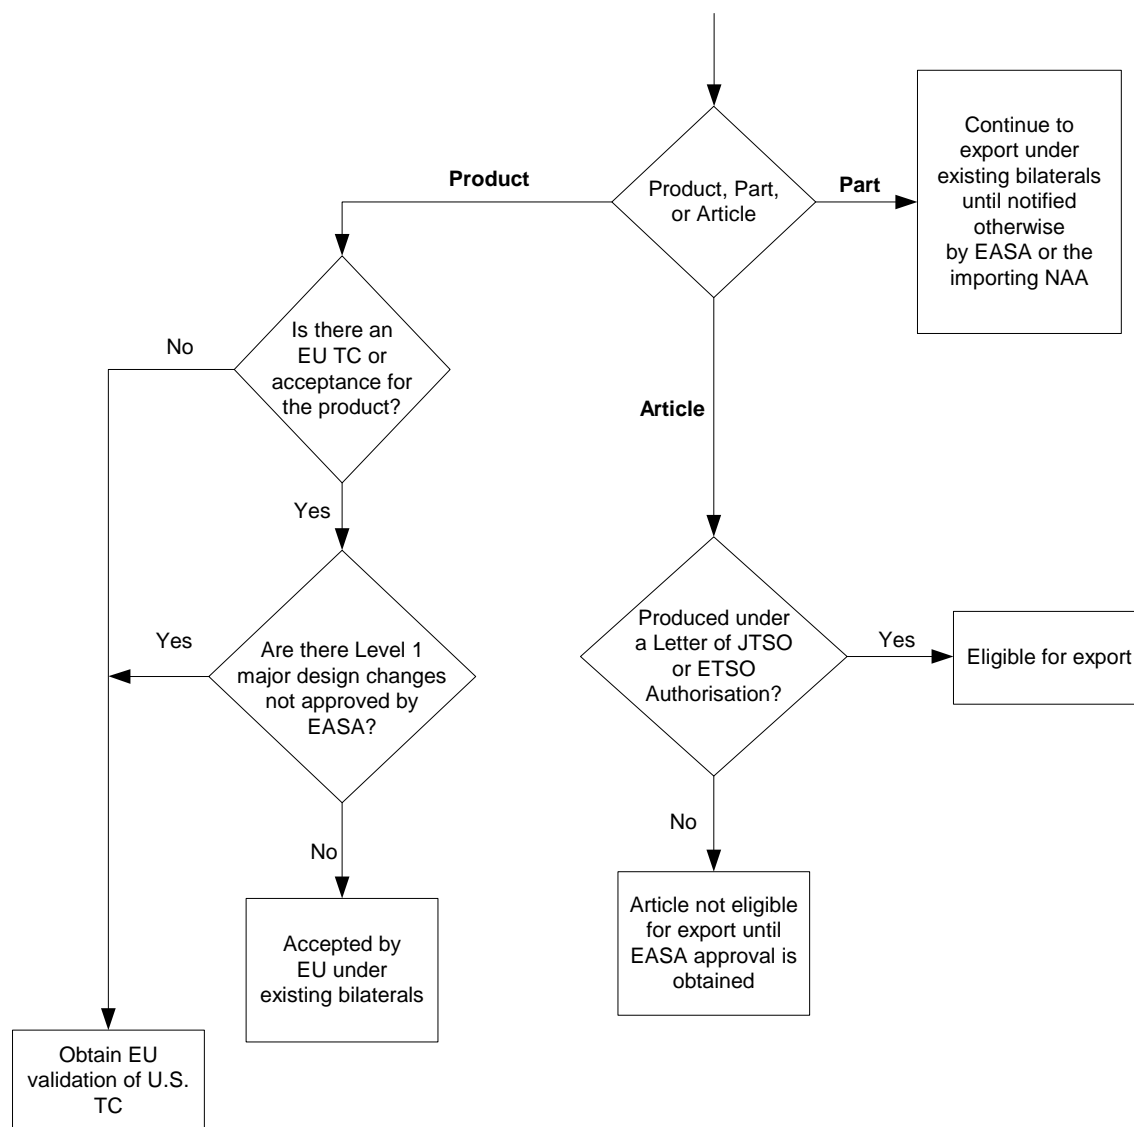 Continue to
export under
existing bilaterals
until notified
otherwise
by EASA or the
importing NAA
Product
Product, Part,
or Article
Part
Is there an
EU TC or
acceptance for
the product?
No
Article
Yes
Produced under
a Letter of JTSO
or ETSO
Authorisation?
Yes
Eligible for export
Yes
Are there Level 1
major design changes
not approved by
EASA?
No
No
Article not eligible
for export until
EASA approval is
obtained
Accepted by
EU under
existing bilaterals
Obtain EU
validation of U.S.
TC